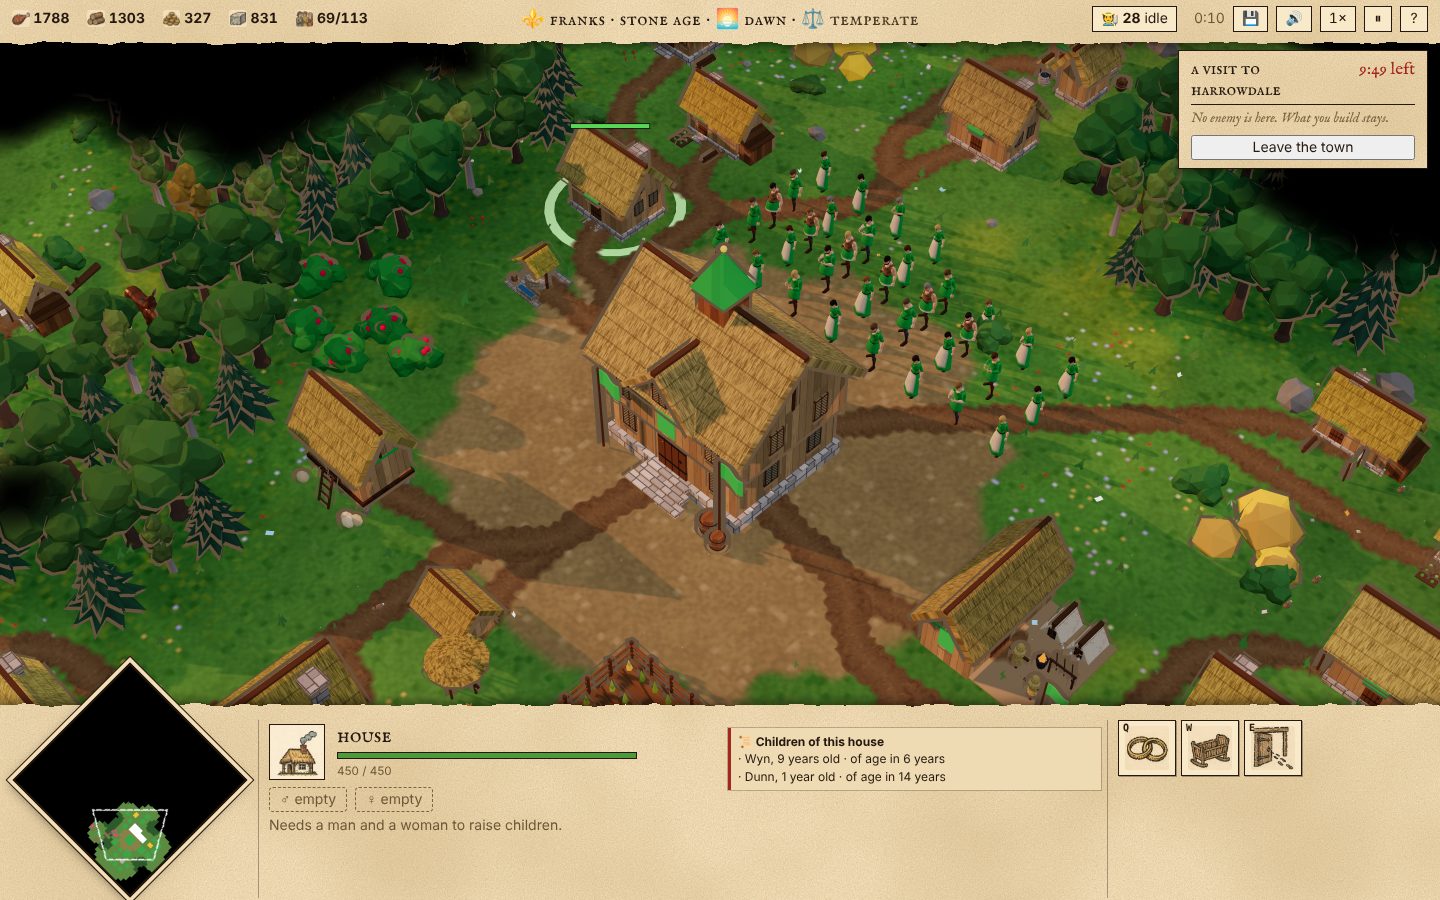 1788 1303 327 831 69/113
FRANKS · STONE AGE · DAWN · TEMPERATE
28 idle 0:10 1× ?
A VISIT TO HARROWDALE 9:49 left
No enemy is here. What you build stays.
Leave the town
HOUSE
450 / 450
♂ empty ♀ empty
Needs a man and a woman to raise children.
Children of this house
· Wyn, 9 years old · of age in 6 years
· Dunn, 1 year old · of age in 14 years
Q W E